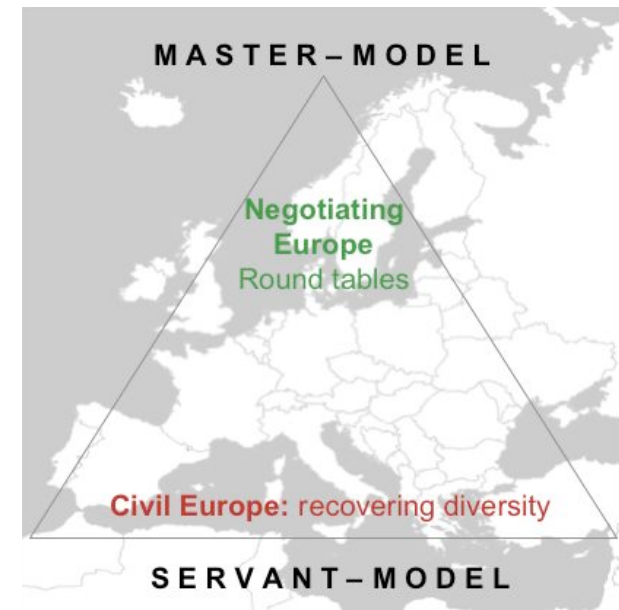 MASTER–MODEL
Negotiating
Europe
Round tables
Civil Europe: recovering diversity
SERVANT–MODEL